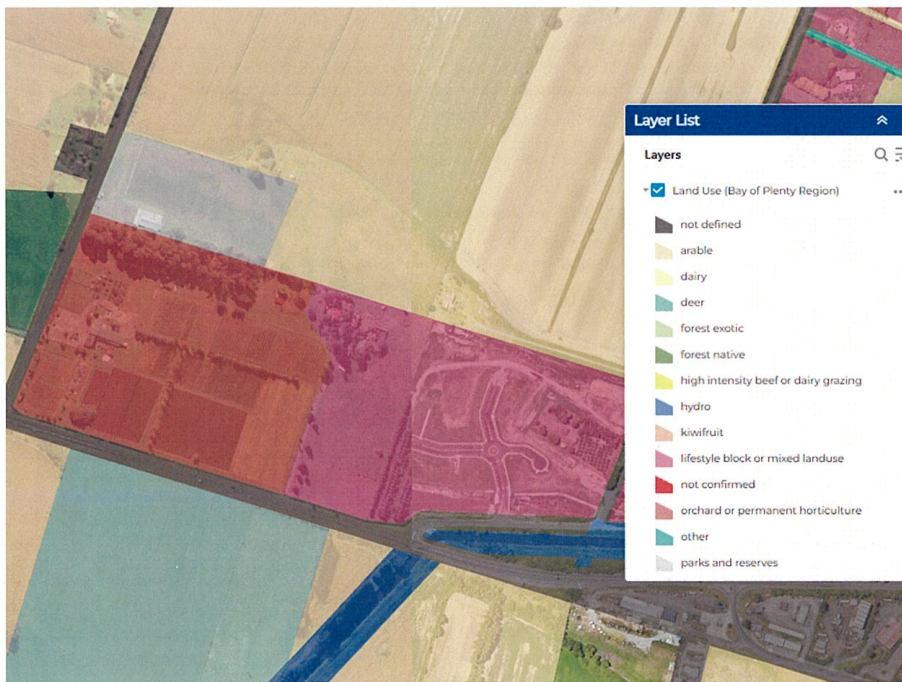 Layer List
Layers
Land Use (Bay of Plenty Region)
not defined
arable
dairy
deer
forest exotic
forest native
high intensity beef or dairy grazing
hydro
kiwifruit
lifestyle block or mixed landuse
not confirmed
orchard or permanent horticulture
other
parks and reserves